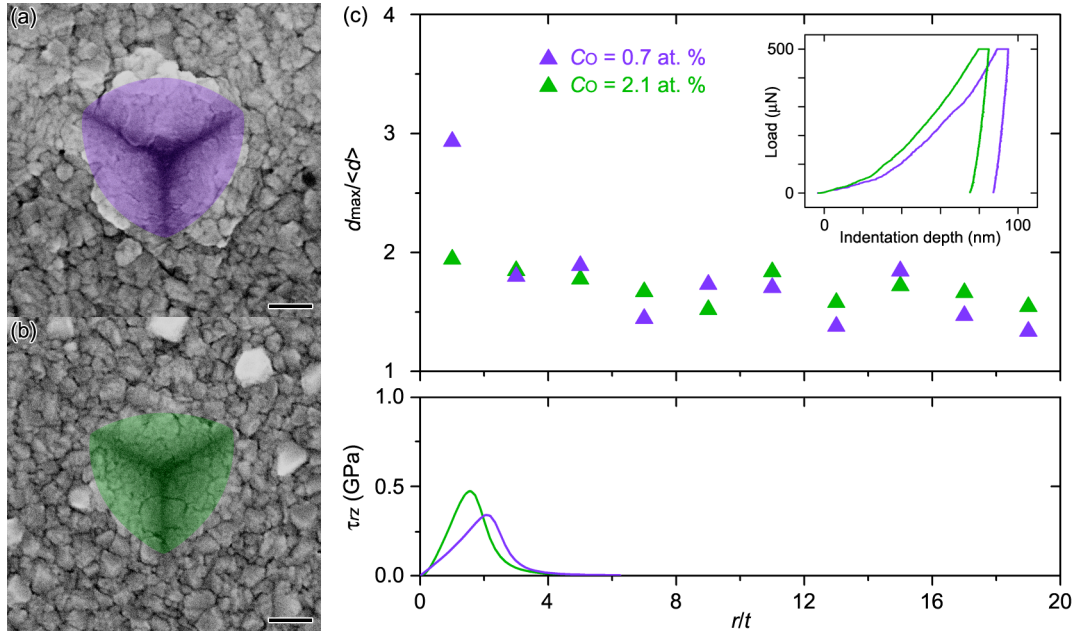 (a)
(b)
(c)
4
3
2
1
dmax/<d>
CO = 0.7 at. %
CO = 2.1 at. %
500
0
Load (μN)
0
100
Indentation depth (nm)
1.0
0.5
0.0
τrz (GPa)
0
4
8
12
16
20
r/t